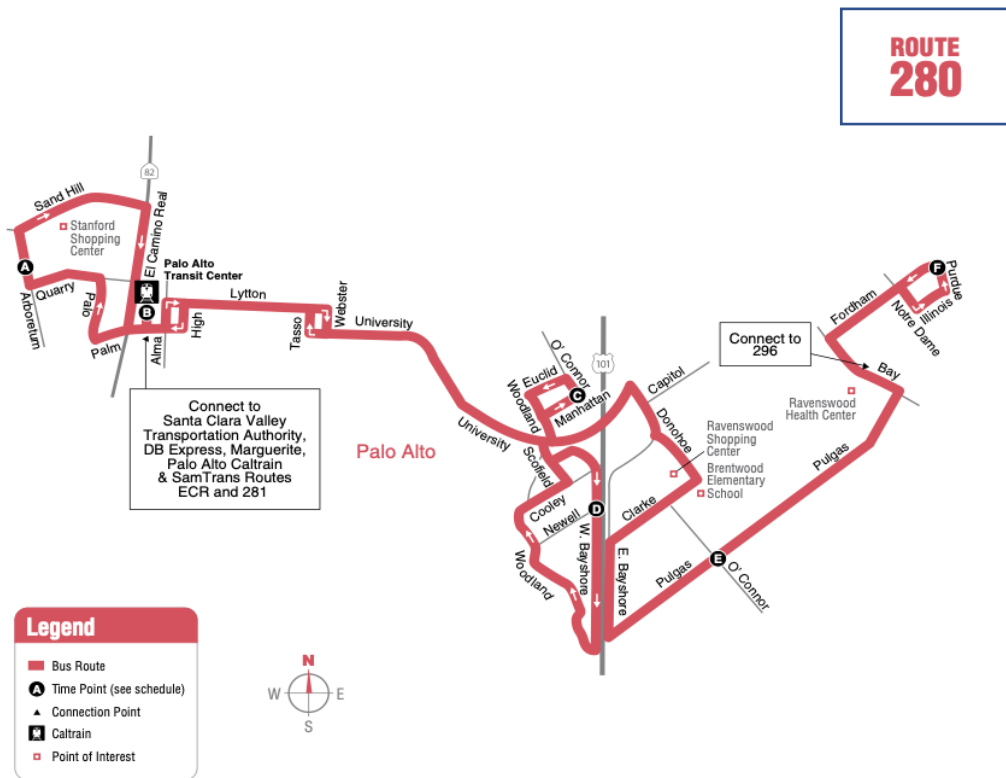 ROUTE
280
82
Sand Hill
El Camino Real
Stanford
Shopping
Center
A
Quarry
Arboretum
Palo
Palm
Palo Alto
Transit Center
B
Alma
High
Lytton
Webster
Tasso
University
Connect to
Santa Clara Valley
Transportation Authority,
DB Express, Marguerite,
Palo Alto Caltrain
& SamTrans Routes
ECR and 281
Palo Alto
University
O' Connor
Euclid
Woodland
C
Manhattan
101
Capitol
Donohoe
Scofield
Cooley
Newell
D
Woodland
W. Bayshore
E. Bayshore
Clarke
Ravenswood
Shopping
Center
Brentwood
Elementary
School
Pulgas
E
O' Connor
Pulgas
Connect to
296
Ravenswood
Health Center
Bay
Fordham
Notre Dame
Illinois
Purdue
F
Legend
Bus Route
A Time Point (see schedule)
Connection Point
Caltrain
Point of Interest
N
W
E
S